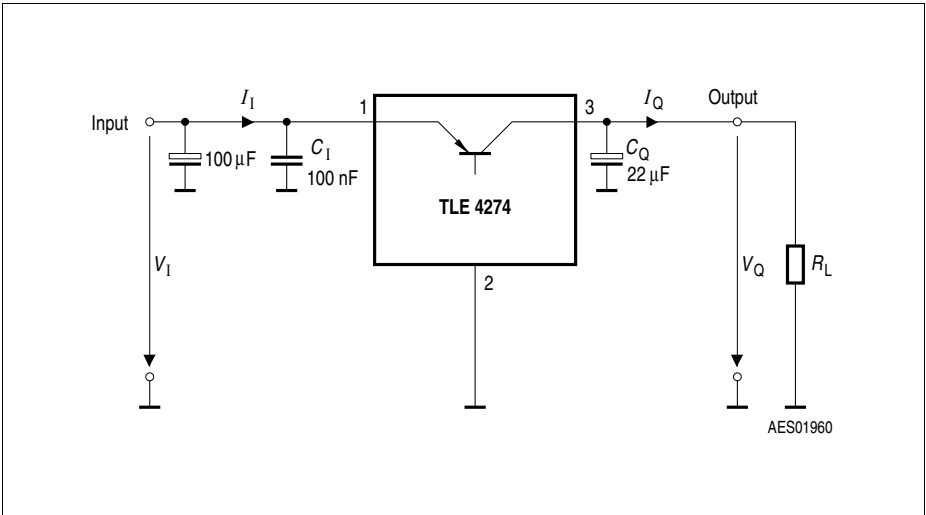 Input
I_I
1
3
I_Q
Output
100 μF
C_I
100 nF
C_Q
22 μF
TLE 4274
V_I
2
V_Q
R_L
AES01960